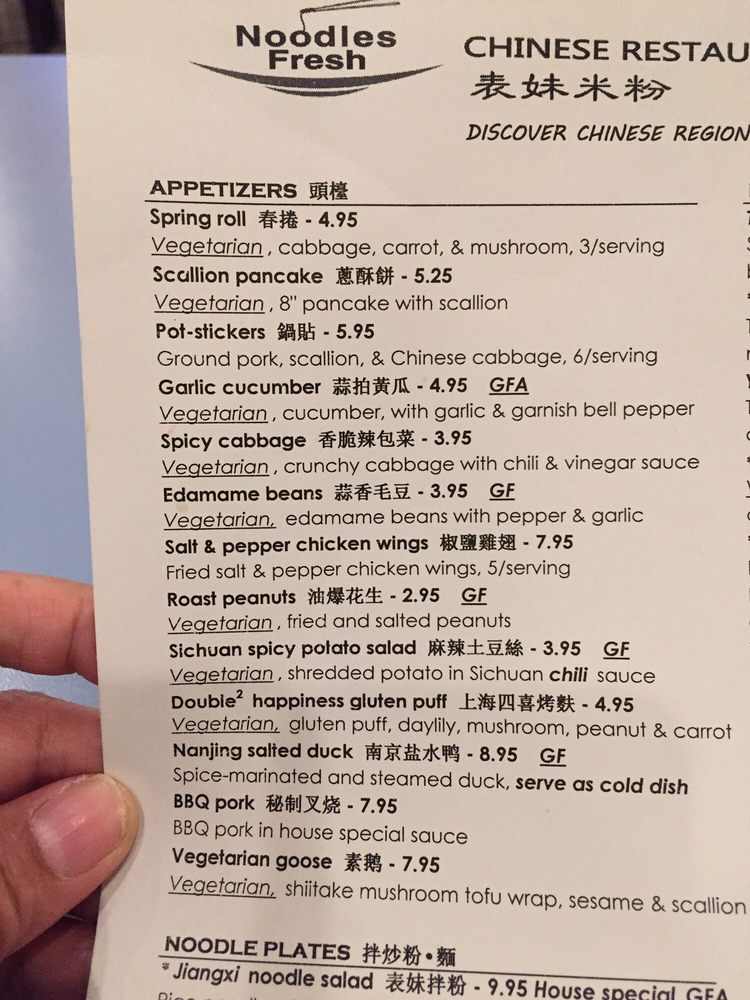 Noodles
Fresh
CHINESE RESTAU
表妹米粉
DISCOVER CHINESE REGION
APPETIZERS 頭檯
Spring roll 春捲 - 4.95
Vegetarian, cabbage, carrot, & mushroom, 3/serving
Scallion pancake 蔥酥餅 - 5.25
Vegetarian, 8" pancake with scallion
Pot-stickers 鍋貼 - 5.95
Ground pork, scallion, & Chinese cabbage, 6/serving
Garlic cucumber 蒜拍黃瓜 - 4.95 GFA
Vegetarian, cucumber, with garlic & garnish bell pepper
Spicy cabbage 香脆辣包菜 - 3.95
Vegetarian, crunchy cabbage with chili & vinegar sauce
Edamame beans 蒜香毛豆 - 3.95 GF
Vegetarian, edamame beans with pepper & garlic
Salt & pepper chicken wings 椒鹽雞翅 - 7.95
Fried salt & pepper chicken wings, 5/serving
Roast peanuts 油爆花生 - 2.95 GF
Vegetarian, fried and salted peanuts
Sichuan spicy potato salad 麻辣土豆絲 - 3.95 GF
Vegetarian, shredded potato in Sichuan chili sauce
Double² happiness gluten puff 上海四喜烤麩 - 4.95
Vegetarian, gluten puff, daylily, mushroom, peanut & carrot
Nanjing salted duck 南京盐水鸭 - 8.95 GF
Spice-marinated and steamed duck, serve as cold dish
BBQ pork 秘制叉烧 - 7.95
BBQ pork in house special sauce
Vegetarian goose 素鹅 - 7.95
Vegetarian, shiitake mushroom tofu wrap, sesame & scallion
NOODLE PLATES 拌炒粉•麵
*Jiangxi noodle salad 表妹拌粉 - 9.95 House special GFA